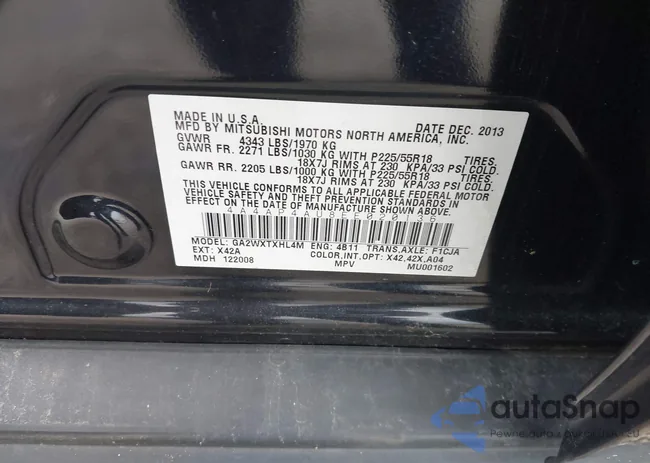 MADE IN U.S.A. DATE DEC. 2013
MFD BY MITSUBISHI MOTORS NORTH AMERICA, INC.
GVWR 4343 LBS/1970 KG
GAWR FR. 2271 LBS/1030 KG WITH P225/55R18 TIRES,
18X7J RIMS AT 230 KPA/33 PSI COLD.
GAWR RR. 2205 LBS/1000 KG WITH P225/55R18 TIRES,
18X7J RIMS AT 230 KPA/33 PSI COLD.
THIS VEHICLE CONFORMS TO ALL APPLICABLE FEDERAL MOTOR
VEHICLE SAFETY AND THEFT PREVENTION STANDARDS IN
EFFECT ON THE DATE OF MANUFACTURE SHOWN ABOVE.
4A4AP4AU8EE020136
MODEL: GA2WXTXHL4M ENG: 4B11 TRANS.AXLE: F1CJA
EXT: X42A COLOR,INT,OPT: X42,42X,A04
MDH 122008 MPV MU001602
autaSnap
Pewne auta z aukcji